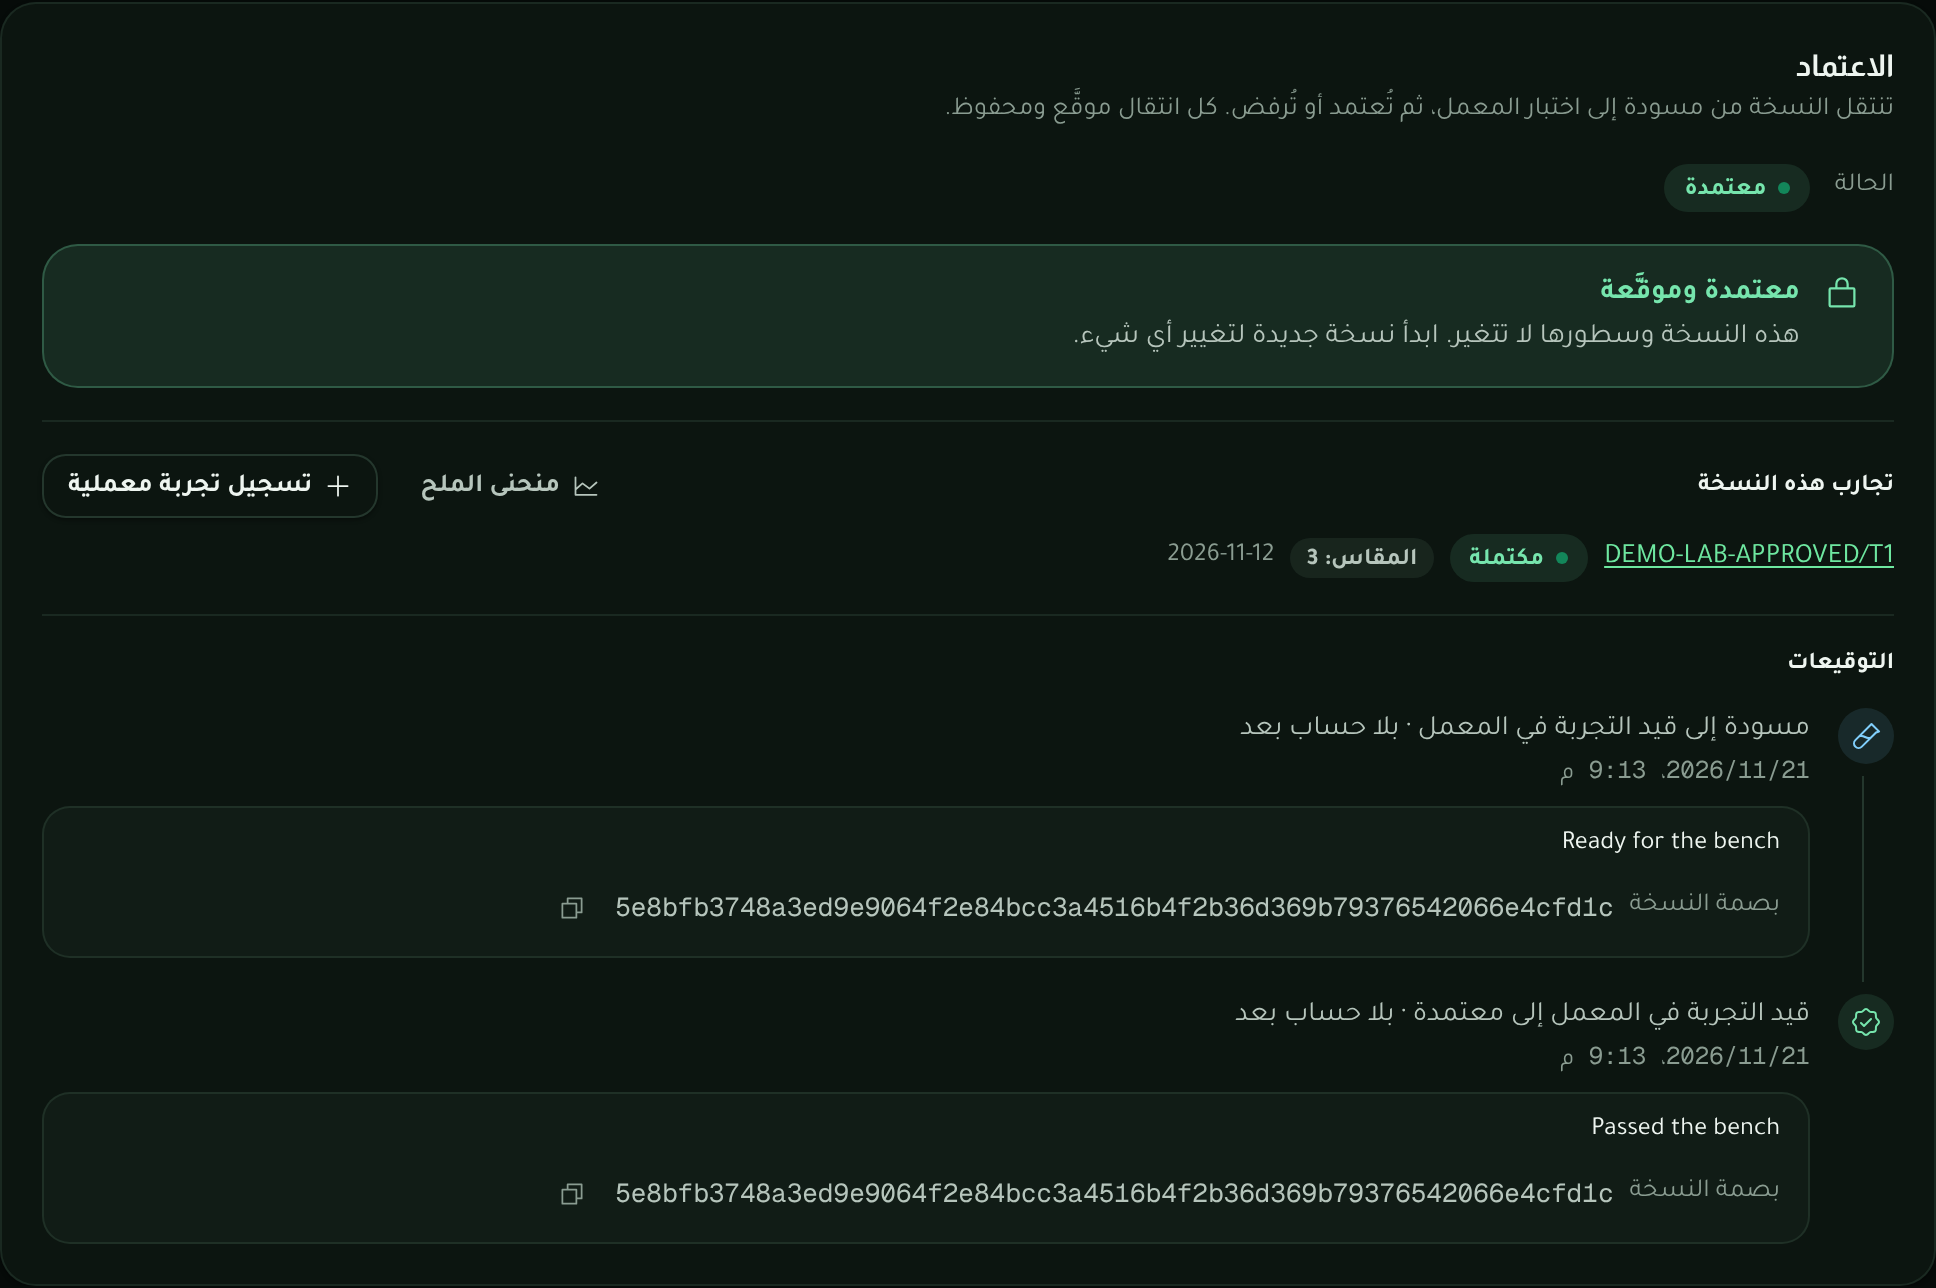 الاعتماد
تنتقل النسخة من مسودة إلى اختبار المعمل، ثم تُعتمد أو تُرفض. كل انتقال موقَّع ومحفوظ.
الحالة
معتمدة
معتمدة وموقَّعة
هذه النسخة وسطورها لا تتغير. ابدأ نسخة جديدة لتغيير أي شيء.
تجارب هذه النسخة
منحنى الملح
تسجيل تجربة معملية
DEMO-LAB-APPROVED/T1
مكتملة
المقاس: 3
2026-11-12
التوقيعات
مسودة إلى قيد التجربة في المعمل · بلا حساب بعد
2026/11/21، 9:13 م
Ready for the bench
بصمة النسخة 5e8bfb3748a3ed9e9064f2e84bcc3a4516b4f2b36d369b79376542066e4cfd1c
قيد التجربة في المعمل إلى معتمدة · بلا حساب بعد
2026/11/21، 9:13 م
Passed the bench
بصمة النسخة 5e8bfb3748a3ed9e9064f2e84bcc3a4516b4f2b36d369b79376542066e4cfd1c